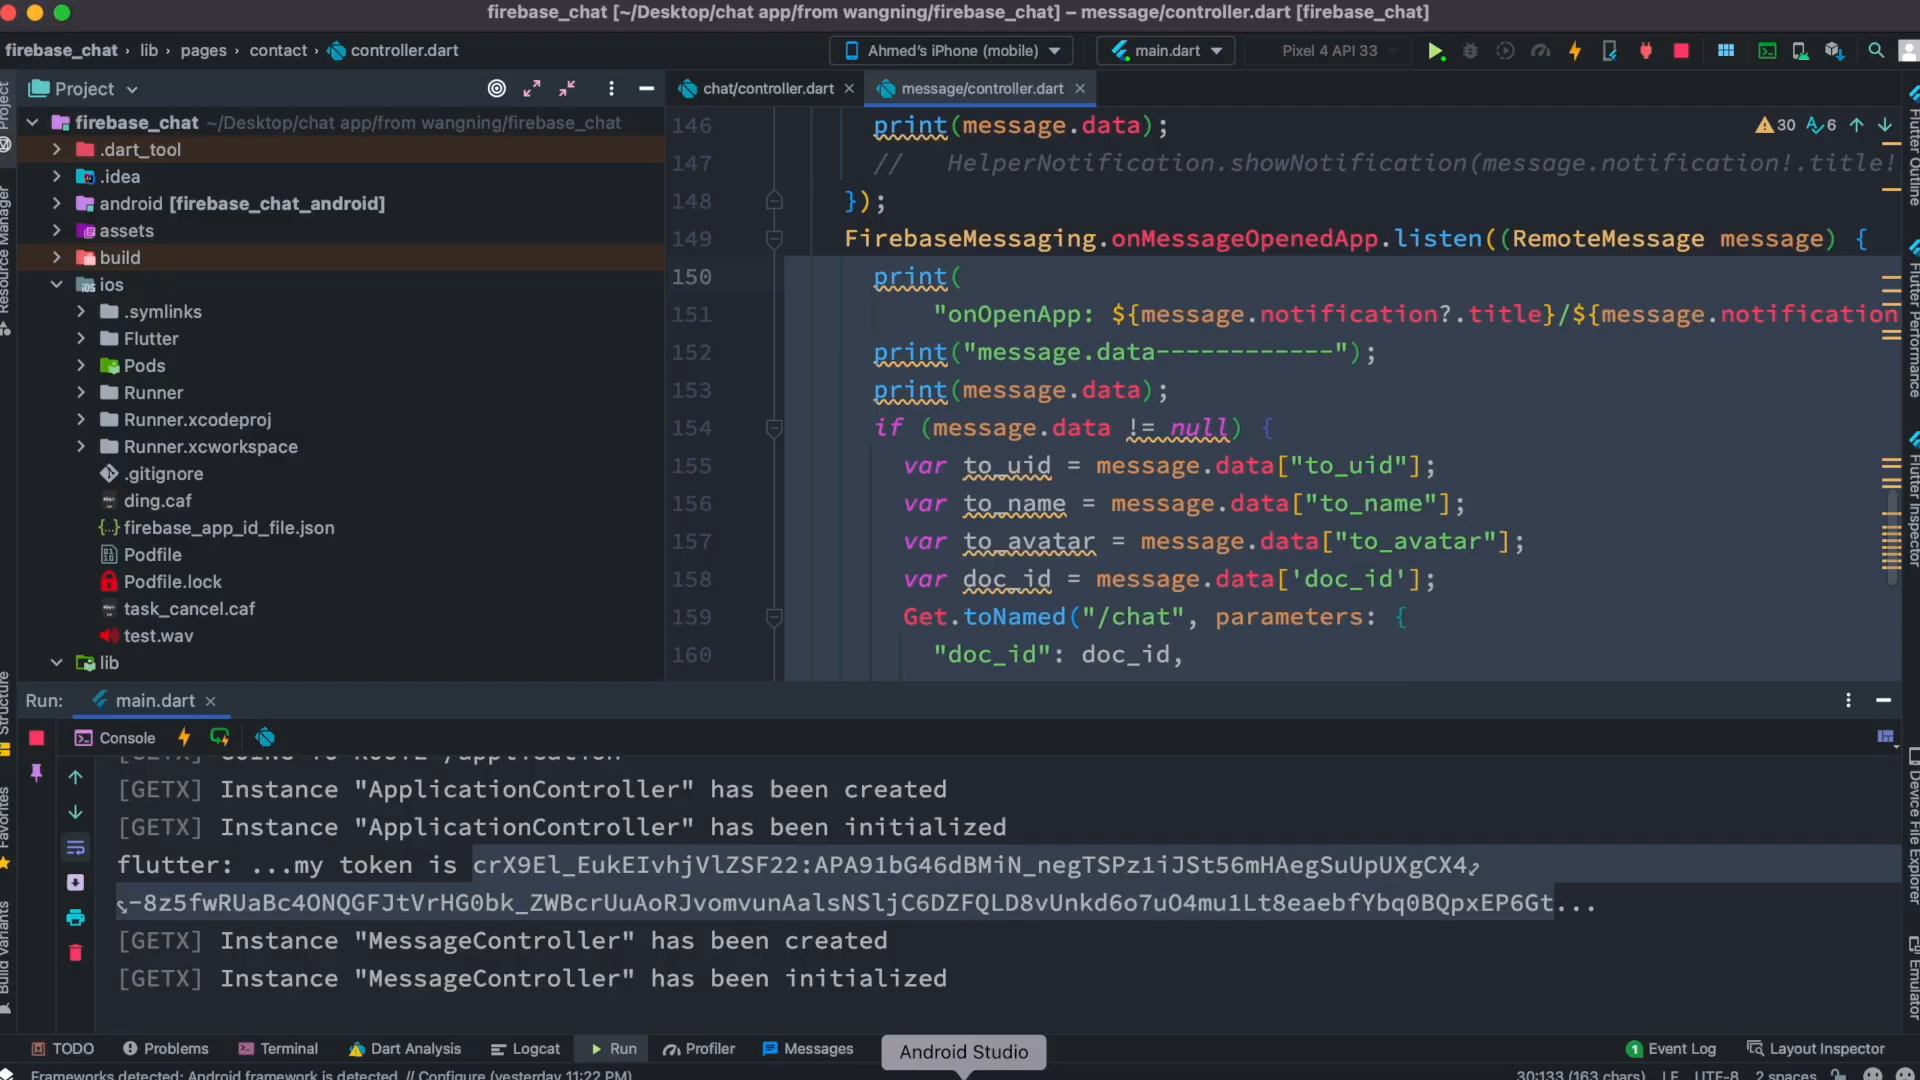 firebase_chat [~/Desktop/chat app/from wangning/firebase_chat] – message/controller.dart [firebase_chat]
firebase_chat › lib › pages › contact › controller.dart
Ahmed's iPhone (mobile)
main.dart
Pixel 4 API 33
Project
chat/controller.dart
message/controller.dart
firebase_chat ~/Desktop/chat app/from wangning/firebase_chat
.dart_tool
.idea
android [firebase_chat_android]
assets
build
ios
.symlinks
Flutter
Pods
Runner
Runner.xcodeproj
Runner.xcworkspace
.gitignore
ding.caf
firebase_app_id_file.json
Podfile
Podfile.lock
task_cancel.caf
test.wav
lib
30 6
146 print(message.data);
147 // HelperNotification.showNotification(message.notification!.title!
148 });
149 FirebaseMessaging.onMessageOpenedApp.listen((RemoteMessage message) {
150 print(
151 "onOpenApp: ${message.notification?.title}/${message.notification
152 print("message.data------------");
153 print(message.data);
154 if (message.data != null) {
155 var to_uid = message.data["to_uid"];
156 var to_name = message.data["to_name"];
157 var to_avatar = message.data["to_avatar"];
158 var doc_id = message.data['doc_id'];
159 Get.toNamed("/chat", parameters: {
160 "doc_id": doc_id,
Project
Resource Manager
Structure
Favorites
Build Variants
Flutter Outline
Flutter Performance
Flutter Inspector
Device File Explorer
Emulator
Run: main.dart
Console
[GETX] GOING TO ROUTE /application
[GETX] Instance "ApplicationController" has been created
[GETX] Instance "ApplicationController" has been initialized
flutter: ...my token is crX9El_EukEIvhjVlZSF22:APA91bG46dBMiN_negTSPz1iJSt56mHAegSuUpUXgCX4
-8z5fwRUaBc4ONQGFJtVrHG0bk_ZWBcrUuAoRJvomvunAalsNSljC6DZFQLD8vUnkd6o7uO4mu1Lt8eaebfYbq0BQpxEP6Gt...
[GETX] Instance "MessageController" has been created
[GETX] Instance "MessageController" has been initialized
TODO Problems Terminal Dart Analysis Logcat Run Profiler Messages
Android Studio
1 Event Log Layout Inspector
Frameworks detected: Android framework is detected. // Configure (yesterday 11:22 PM)
30:133 (163 chars) LF UTF-8 2 spaces